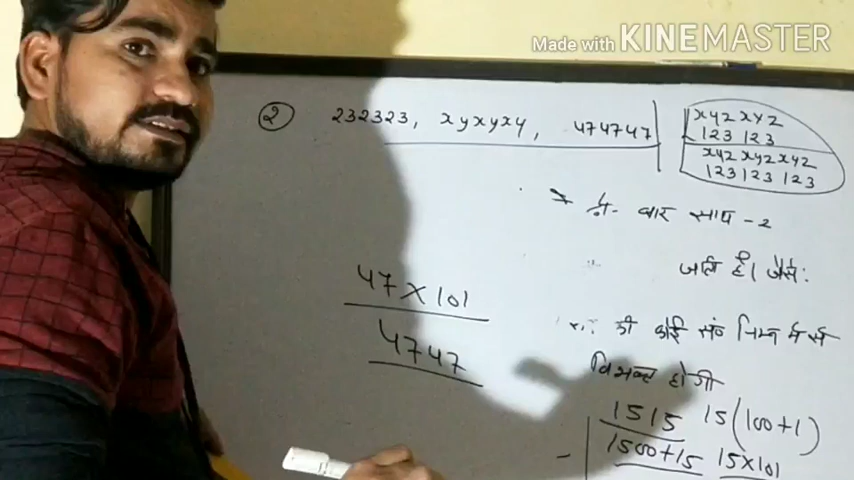 Made with KINEMASTER
② 232323, xyxyxy, 474747
xyz xyz
123 123
xyz xyz xyz
123 123 123
बार साथ - 2
जाती है। जैसे:
47 × 101
4747
विभक्त होगी
1515 15(100+1)
1500+15 15×101